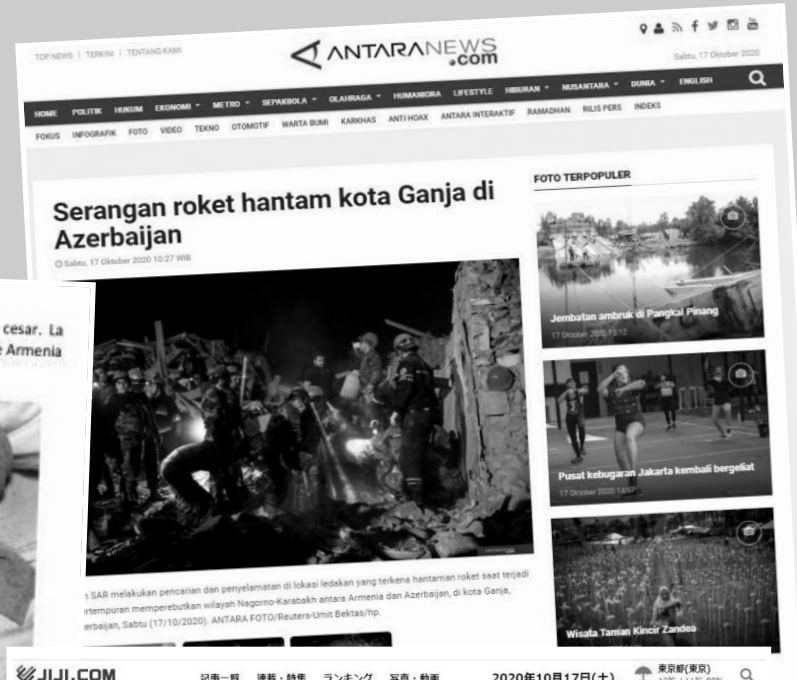 TOP NEWS | TERKINI | TENTANG KAMI
ANTARANEWS
.com
Sabtu, 17 Oktober 2020
HOME POLITIK HUKUM EKONOMI METRO SEPAKBOLA OLAHRAGA HUMANIORA LIFESTYLE HIBURAN NUSANTARA DUNIA ENGLISH
FOKUS INFOGRAFIK FOTO VIDEO TEKNO OTOMOTIF WARTA BUMI KARKHAS ANTI HOAX ANTARA INTERAKTIF RAMADHAN RILIS PERS INDEKS
Serangan roket hantam kota Ganja di
Azerbaijan
Sabtu, 17 Oktober 2020 10:27 WIB
SAR melakukan pencarian dan penyelamatan di lokasi ledakan yang terkena hantaman roket saat terjadi
ertempuran memperebutkan wilayah Nagorno-Karabakh antara Armenia dan Azerbaijan, di kota Ganja,
erbaijan, Sabtu (17/10/2020). ANTARA FOTO/Reuters-Umit Bektas/hp.
FOTO TERPOPULER
Jembatan ambruk di Pangkal Pinang
17 Oktober 2020 15:12
Pusat kebugaran Jakarta kembali bergeliat
17 Oktober 2020
Wisata Taman Kincir Zandea
cesar. La
Armenia
JIJI.COM
記事一覧 連載・特集 ランキング 写真・動画
2020年10月17日(土)
東京都(東京)